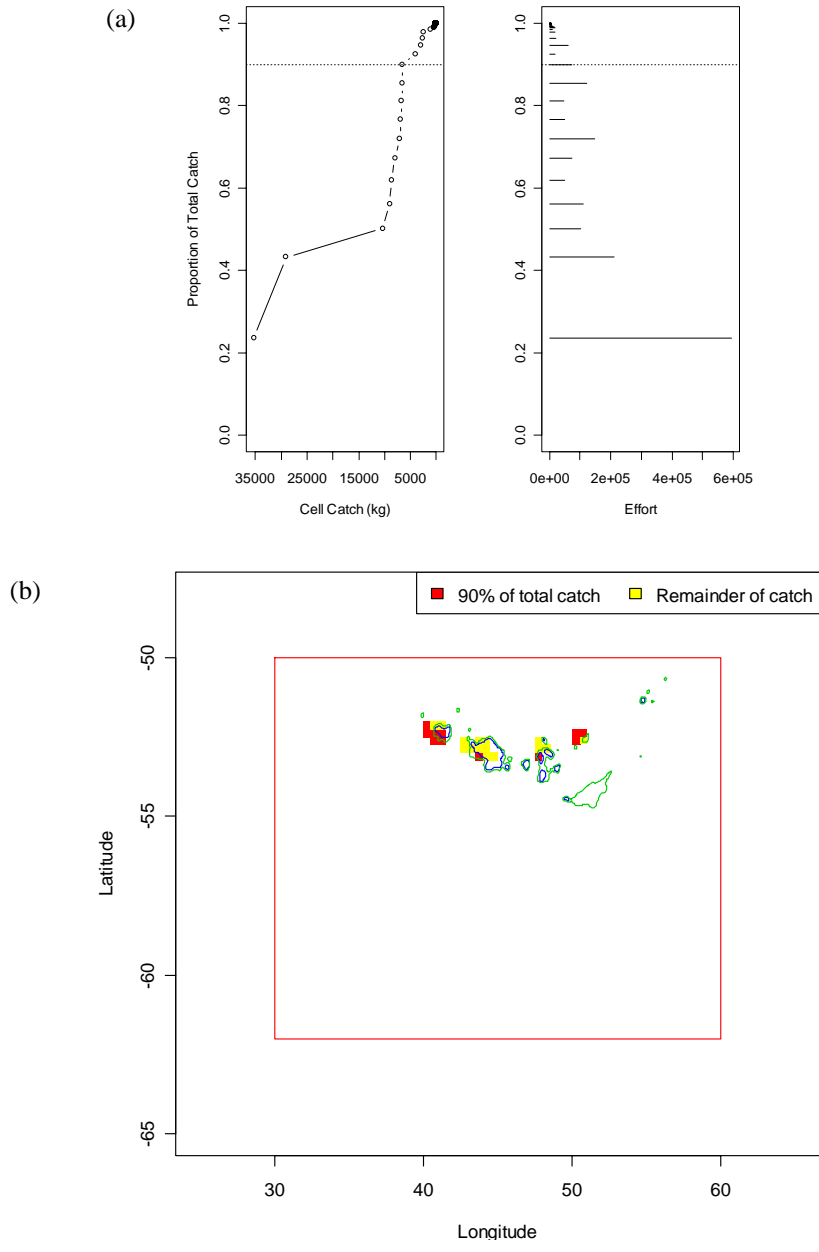 (a)
Proportion of Total Catch
1.0
0.8
0.6
0.4
0.2
0.0
35000 25000 15000 5000
Cell Catch (kg)
1.0
0.8
0.6
0.4
0.2
0.0
0e+00 2e+05 4e+05 6e+05
Effort
(b)
90% of total catch
Remainder of catch
Latitude
-50
-55
-60
-65
30 40 50 60
Longitude